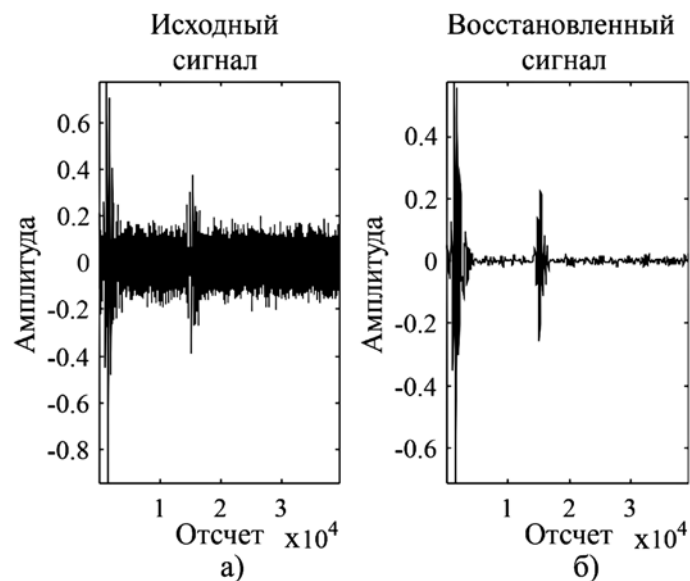 Исходный
сигнал
Амплитуда
0.6
0.4
0.2
0
-0.2
-0.4
-0.6
-0.8
1 2 3
Отсчет x10^4
а)
Восстановленный
сигнал
Амплитуда
0.4
0.2
0
-0.2
-0.4
-0.6
1 2 3
Отсчет x10^4
б)